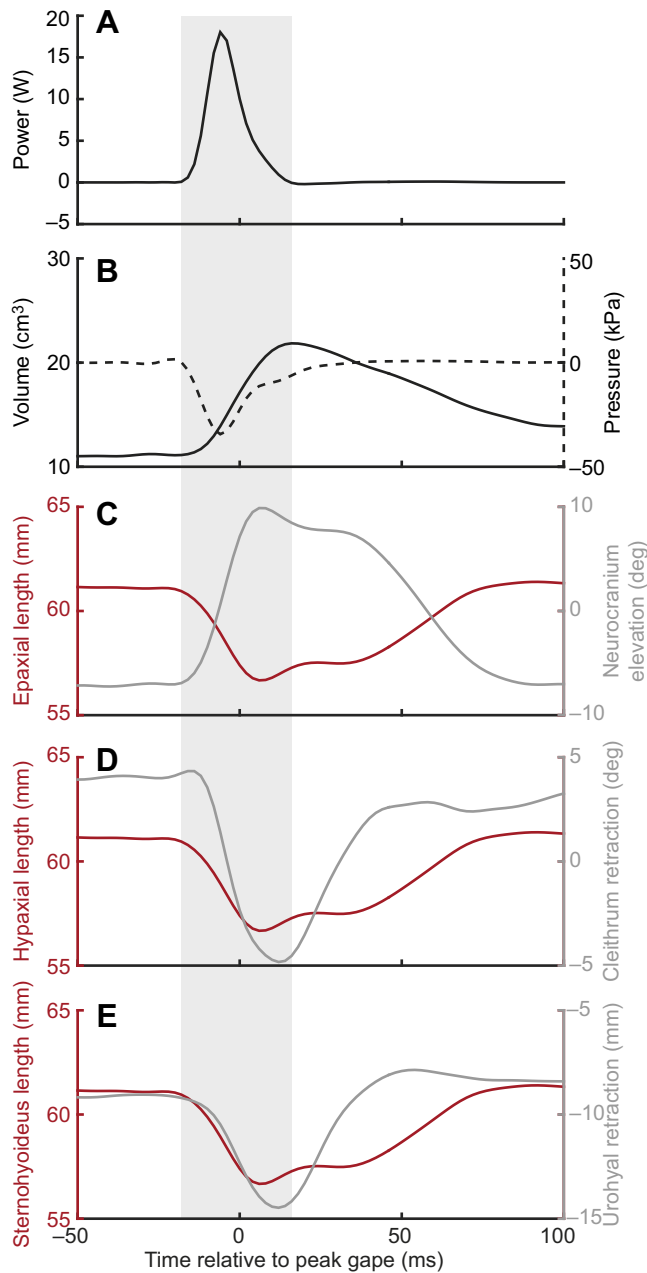 A
20
15
10
5
0
–5
Power (W)
B
30
20
10
Volume (cm³)
50
0
–50
Pressure (kPa)
C
65
60
55
Epaxial length (mm)
10
0
–10
Neurocranium
elevation (deg)
D
65
60
55
Hypaxial length (mm)
5
0
–5
Cleithrum retraction (deg)
E
65
60
55
Sternohyoideus length (mm)
–5
–10
–15
Urohyal retraction (mm)
–50
0
50
100
Time relative to peak gape (ms)